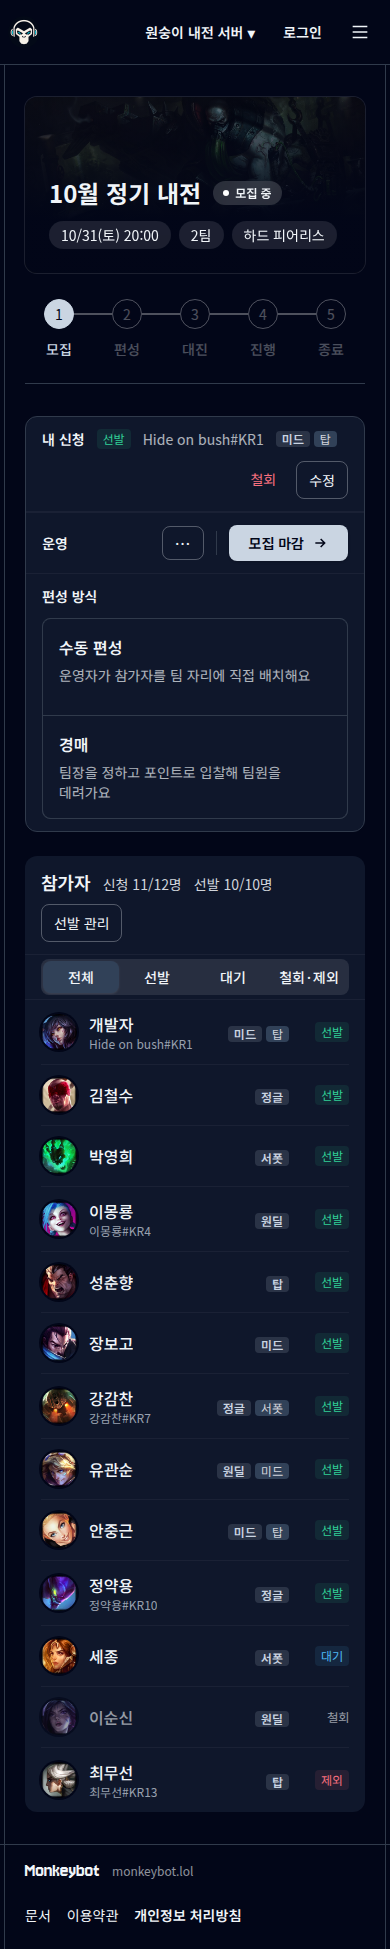 원숭이 내전 서버 ▾ 로그인
10월 정기 내전 모집 중
10/31(토) 20:00 2팀 하드 피어리스
1 2 3 4 5
모집 편성 대진 진행 종료
내 신청 선발 Hide on bush#KR1 미드 탑
철회 수정
운영 ... 모집 마감 →
편성 방식
수동 편성
운영자가 참가자를 팀 자리에 직접 배치해요
경매
팀장을 정하고 포인트로 입찰해 팀원을
데려가요
참가자 신청 11/12명 선발 10/10명
선발 관리
전체 선발 대기 철회·제외
개발자 미드 탑 선발
Hide on bush#KR1
김철수 정글 선발
박영희 서폿 선발
이몽룡 원딜 선발
이몽룡#KR4
성춘향 탑 선발
장보고 미드 선발
강감찬 정글 서폿 선발
강감찬#KR7
유관순 원딜 미드 선발
안중근 미드 탑 선발
정약용 정글 선발
정약용#KR10
세종 서폿 대기
이순신 원딜 철회
최무선 탑 제외
최무선#KR13
Monkeybot monkeybot.lol
문서 이용약관 개인정보 처리방침